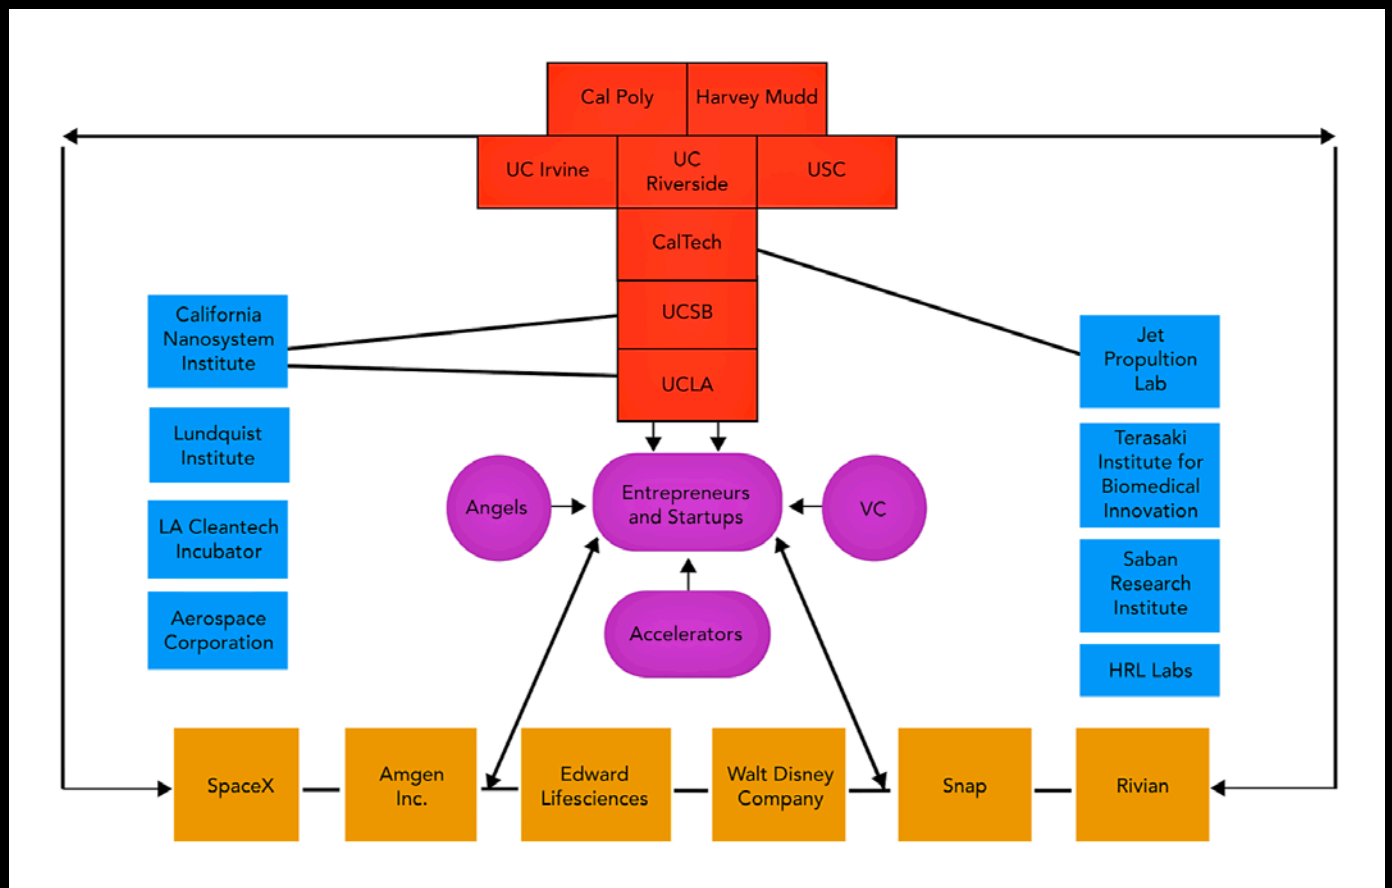 Cal Poly
Harvey Mudd
UC Irvine
UC
Riverside
USC
CalTech
UCSB
UCLA
California
Nanosystem
Institute
Lundquist
Institute
LA Cleantech
Incubator
Aerospace
Corporation
Jet
Propultion
Lab
Terasaki
Institute for
Biomedical
Innovation
Saban
Research
Institute
HRL Labs
Angels
Entrepreneurs
and Startups
VC
Accelerators
SpaceX
Amgen
Inc.
Edward
Lifesciences
Walt Disney
Company
Snap
Rivian